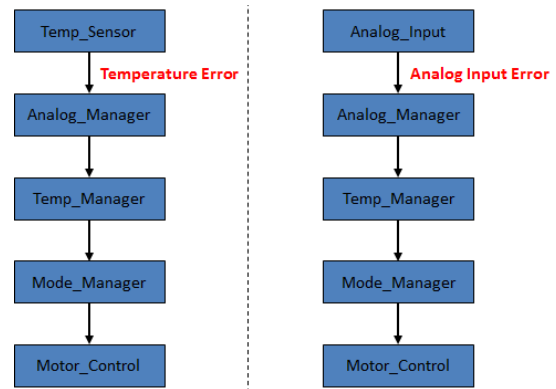 Temp_Sensor
Temperature Error
Analog_Manager
Temp_Manager
Mode_Manager
Motor_Control
Analog_Input
Analog Input Error
Analog_Manager
Temp_Manager
Mode_Manager
Motor_Control